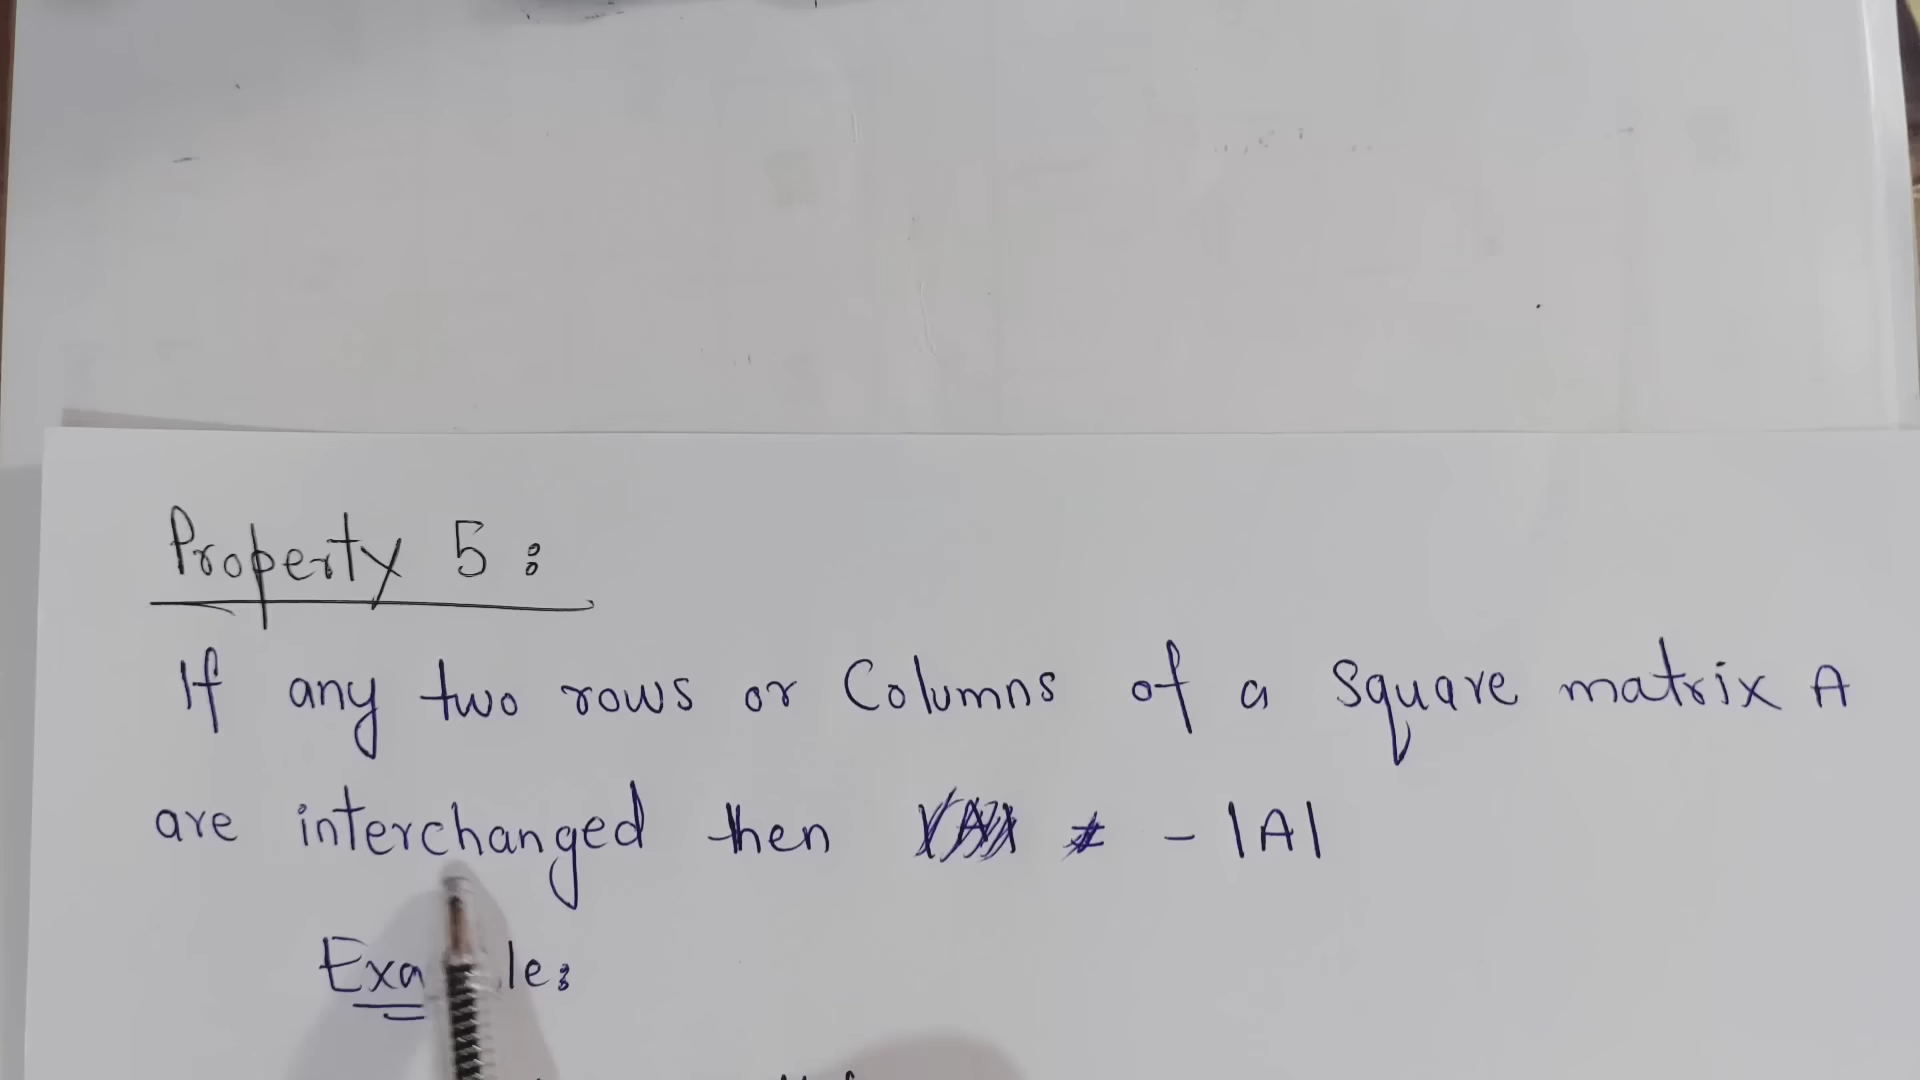 Property 5:
If any two rows or Columns of a Square matrix A
are interchanged then - |A|